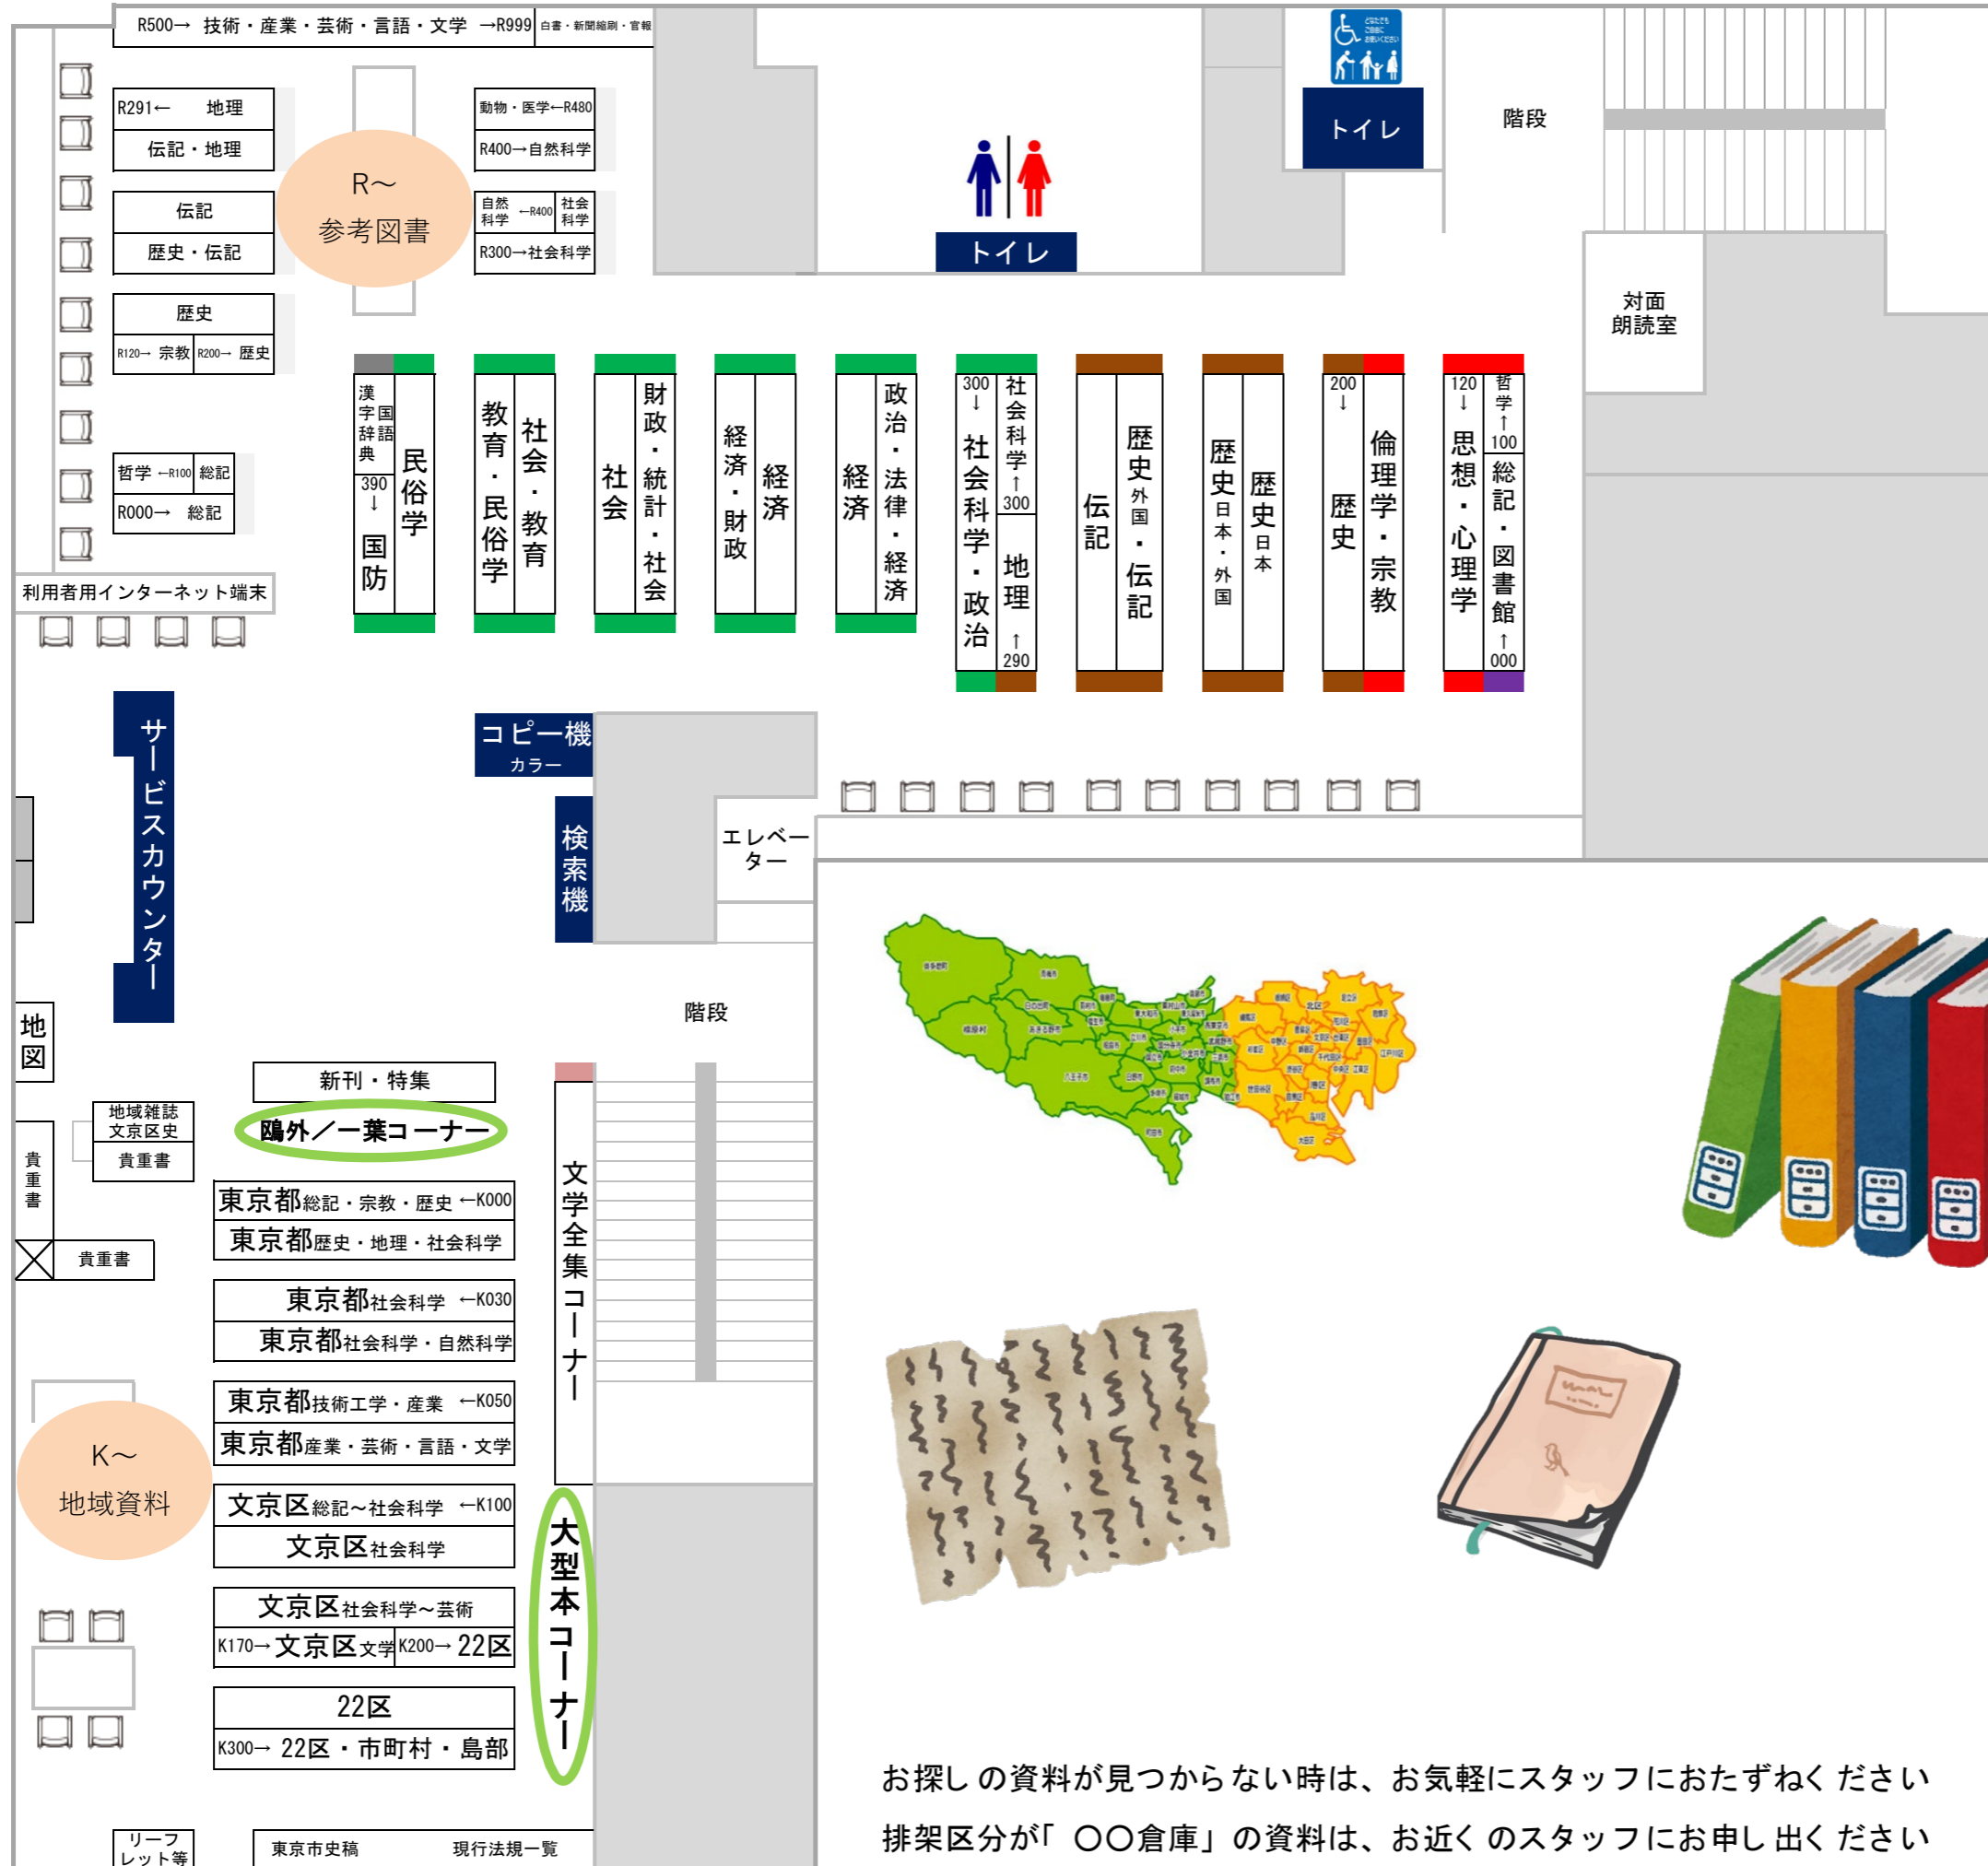 R500→ 技術・産業・芸術・言語・文学 →R999
白書・新聞縮刷・官報
どなたでも
ご自由に
お使いください
トイレ
階段
R291← 地理
伝記・地理
伝記
歴史・伝記
歴史
R120→ 宗教
R200→ 歴史
哲学 ←R100
総記
R000→ 総記
R～
参考図書
動物・医学←R480
R400→自然科学
自然科学 ←R400
社会科学
R300→社会科学
トイレ
対面
朗読室
漢字辞典 国語
390→ 国防
民俗学
教育・民俗学
社会・教育
社会
財政・統計・社会
経済・財政
経済
経済
政治・法律・経済
300→ 社会科学・政治
社会科学←300
地理 ←290
伝記
歴史外国・伝記
歴史日本・外国
歴史日本
200→ 歴史
倫理学・宗教
120→ 思想・心理学
哲学←100
総記・図書館←000
利用者用インターネット端末
サービスカウンター
コピー機
カラー
検索機
エレベー
ター
階段
地図
新刊・特集
鴎外／一葉コーナー
地域雑誌
文京区史
貴重書
貴重書
貴重書
東京都総記・宗教・歴史 ←K000
東京都歴史・地理・社会科学
東京都社会科学 ←K030
東京都社会科学・自然科学
東京都技術工学・産業 ←K050
東京都産業・芸術・言語・文学
文京区総記～社会科学 ←K100
文京区社会科学
文京区社会科学～芸術
K170→ 文京区文学
K200→ 22区
22区
K300→ 22区・市町村・島部
K～
地域資料
文学全集コーナー
大型本コーナー
リーフ
レット等
東京市史稿 現行法規一覧
お探しの資料が見つからない時は、お気軽にスタッフにおたずねください
排架区分が「〇〇倉庫」の資料は、お近くのスタッフにお申し出ください